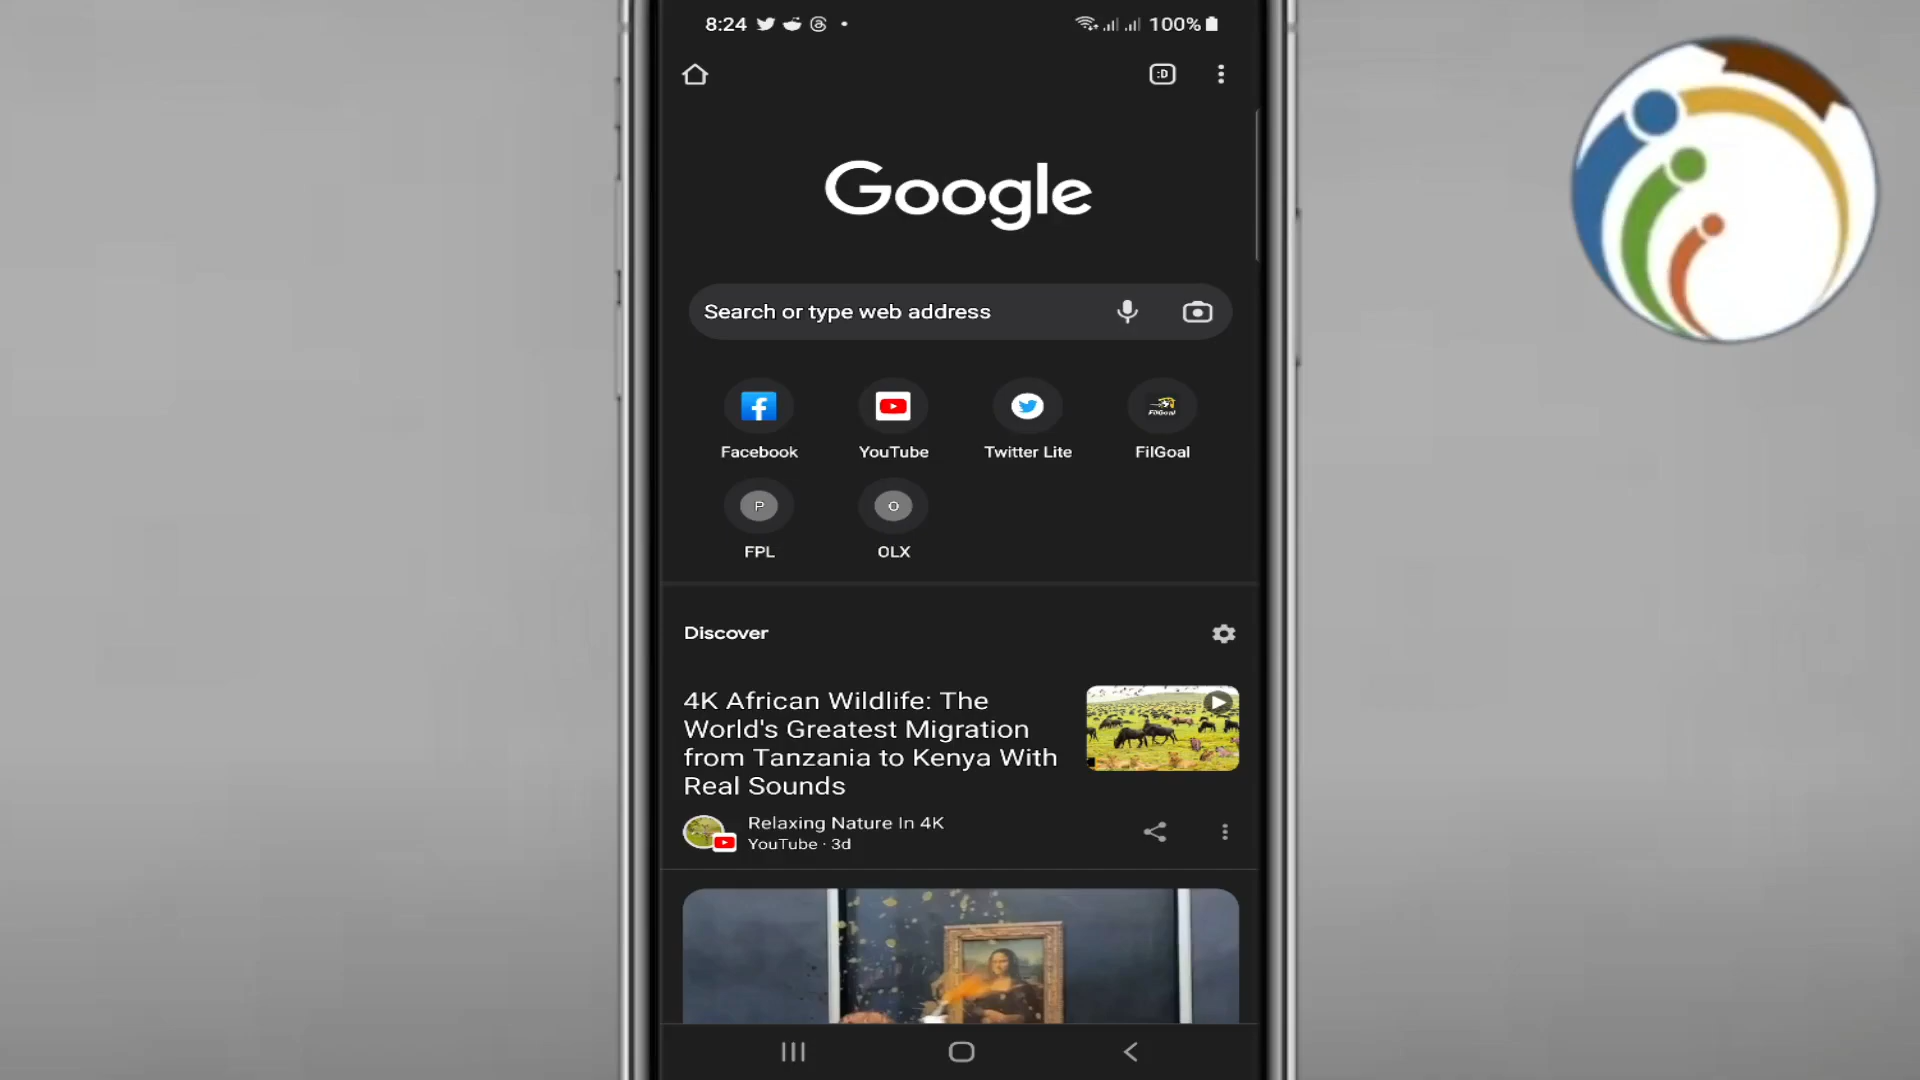 8:24
100%
:D
Google
Search or type web address
Facebook
YouTube
Twitter Lite
FilGoal
FilGoal
P
O
FPL
OLX
Discover
4K African Wildlife: The
World's Greatest Migration
from Tanzania to Kenya With
Real Sounds
Relaxing Nature In 4K
YouTube · 3d